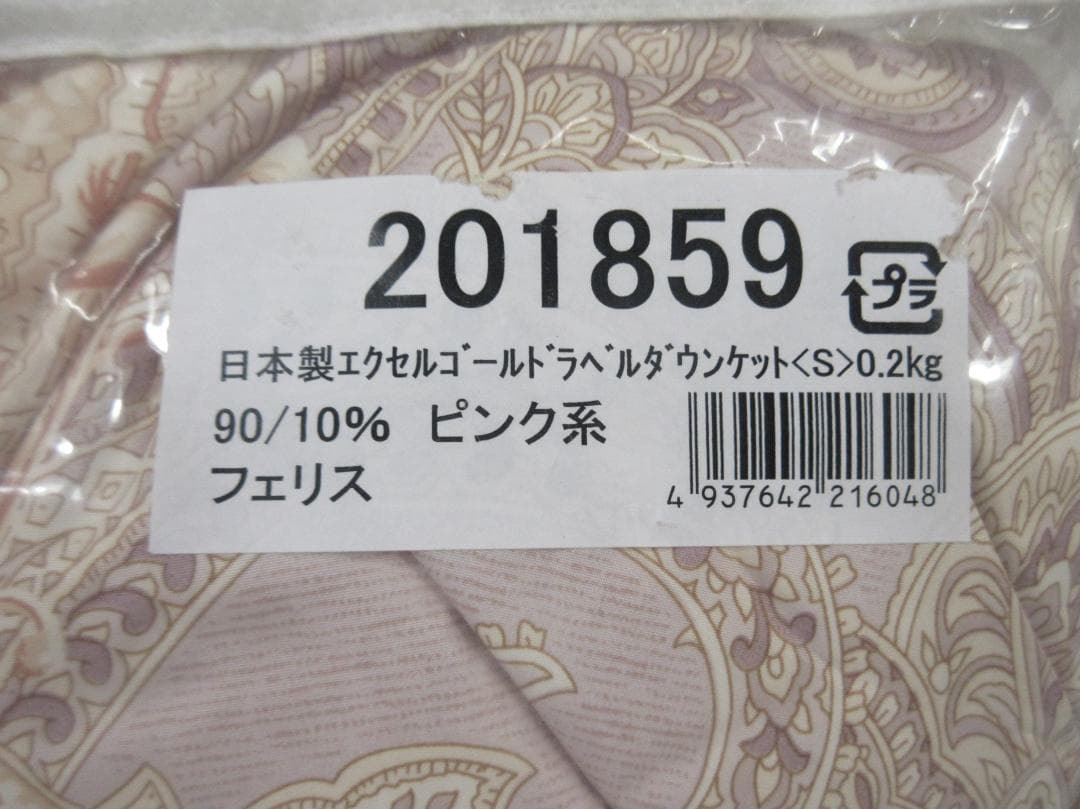 201859
プラ
日本製ｴｸｾﾙｺﾞｰﾙﾄﾞﾗﾍﾞﾙﾀﾞｳﾝｹｯﾄ<S>0.2kg
90/10% ピンク系
フェリス
4 937642 216048